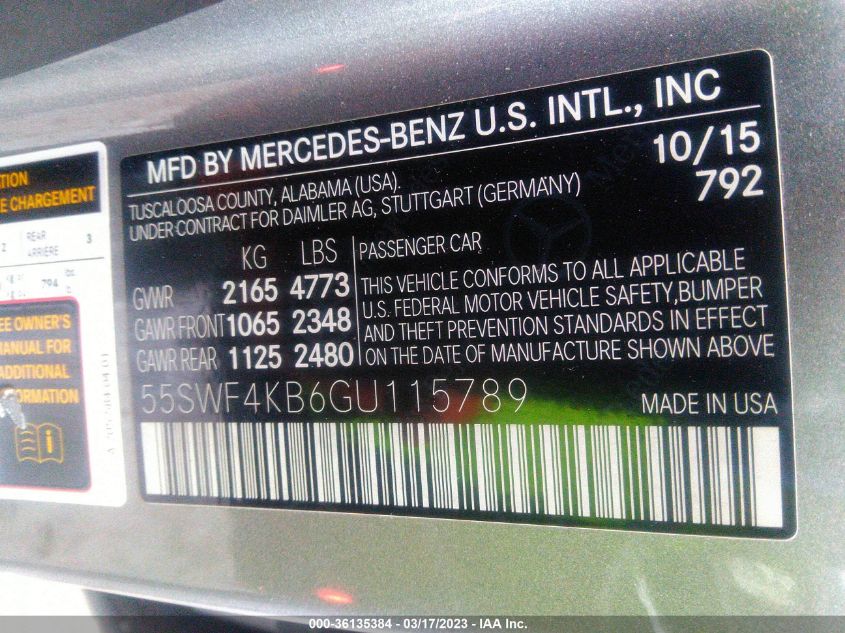 MFD BY MERCEDES-BENZ U.S. INTL., INC
TUSCALOOSA COUNTY, ALABAMA (USA).
UNDER CONTRACT FOR DAIMLER AG, STUTTGART (GERMANY)
10/15
792
KG LBS
GVWR 2165 4773
GAWR FRONT 1065 2348
GAWR REAR 1125 2480
PASSENGER CAR
THIS VEHICLE CONFORMS TO ALL APPLICABLE
U.S. FEDERAL MOTOR VEHICLE SAFETY, BUMPER
AND THEFT PREVENTION STANDARDS IN EFFECT
ON THE DATE OF MANUFACTURE SHOWN ABOVE
55SWF4KB6GU115789
MADE IN USA
CHARGEMENT
REAR 3
ARRIERE
794
OWNER'S
MANUAL FOR
ADDITIONAL
000-36135384 - 03/17/2023 - IAA Inc.